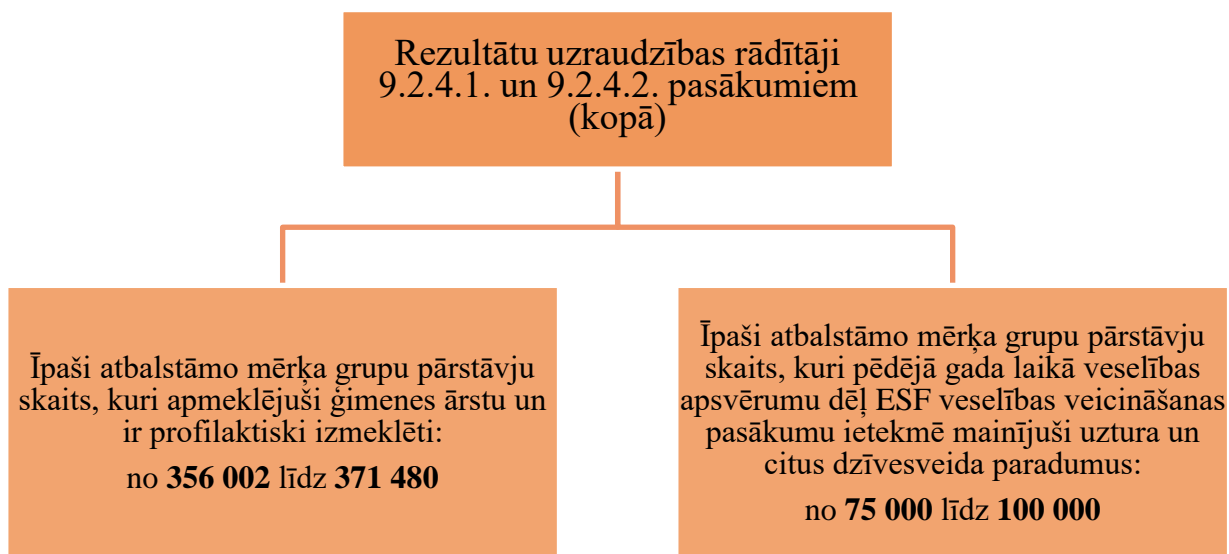 Rezultātu uzraudzības rādītāji
9.2.4.1. un 9.2.4.2. pasākumiem
(kopā)
Īpaši atbalstāmo mērķa grupu pārstāvju
skaits, kuri apmeklējuši ģimenes ārstu un
ir profilaktiski izmeklēti:
no 356 002 līdz 371 480
Īpaši atbalstāmo mērķa grupu pārstāvju
skaits, kuri pēdējā gada laikā veselības
apsvērumu dēļ ESF veselības veicināšanas
pasākumu ietekmē mainījuši uztura un
citus dzīvesveida paradumus:
no 75 000 līdz 100 000